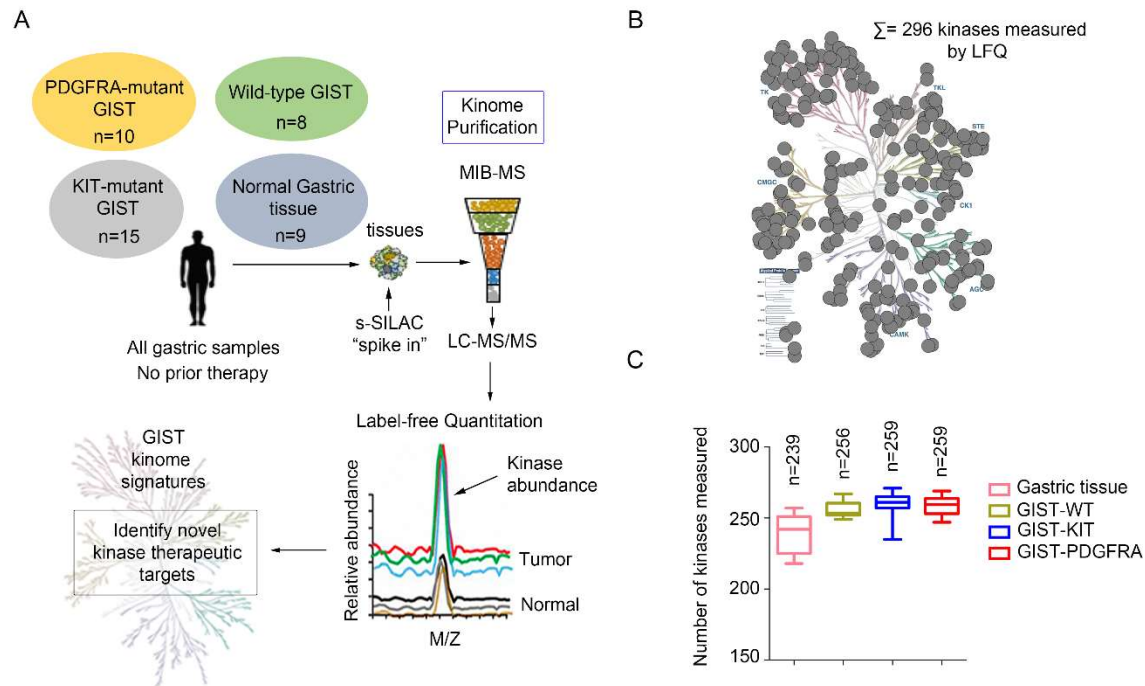 A
PDGFRA-mutant
GIST
n=10
Wild-type GIST
n=8
KIT-mutant
GIST
n=15
Normal Gastric
tissue
n=9
Kinome
Purification
MIB-MS
tissues
s-SILAC
“spike in”
LC-MS/MS
All gastric samples
No prior therapy
Label-free Quantitation
Kinase
abundance
Relative abundance
Tumor
Normal
M/Z
GIST
kinome
signatures
Identify novel
kinase therapeutic
targets
B
∑= 296 kinases measured
by LFQ
TK
TKL
STE
CMGC
CK1
AGC
CAMK
C
Number of kinases measured
300
250
200
150
n=239
n=256
n=259
n=259
Gastric tissue
GIST-WT
GIST-KIT
GIST-PDGFRA